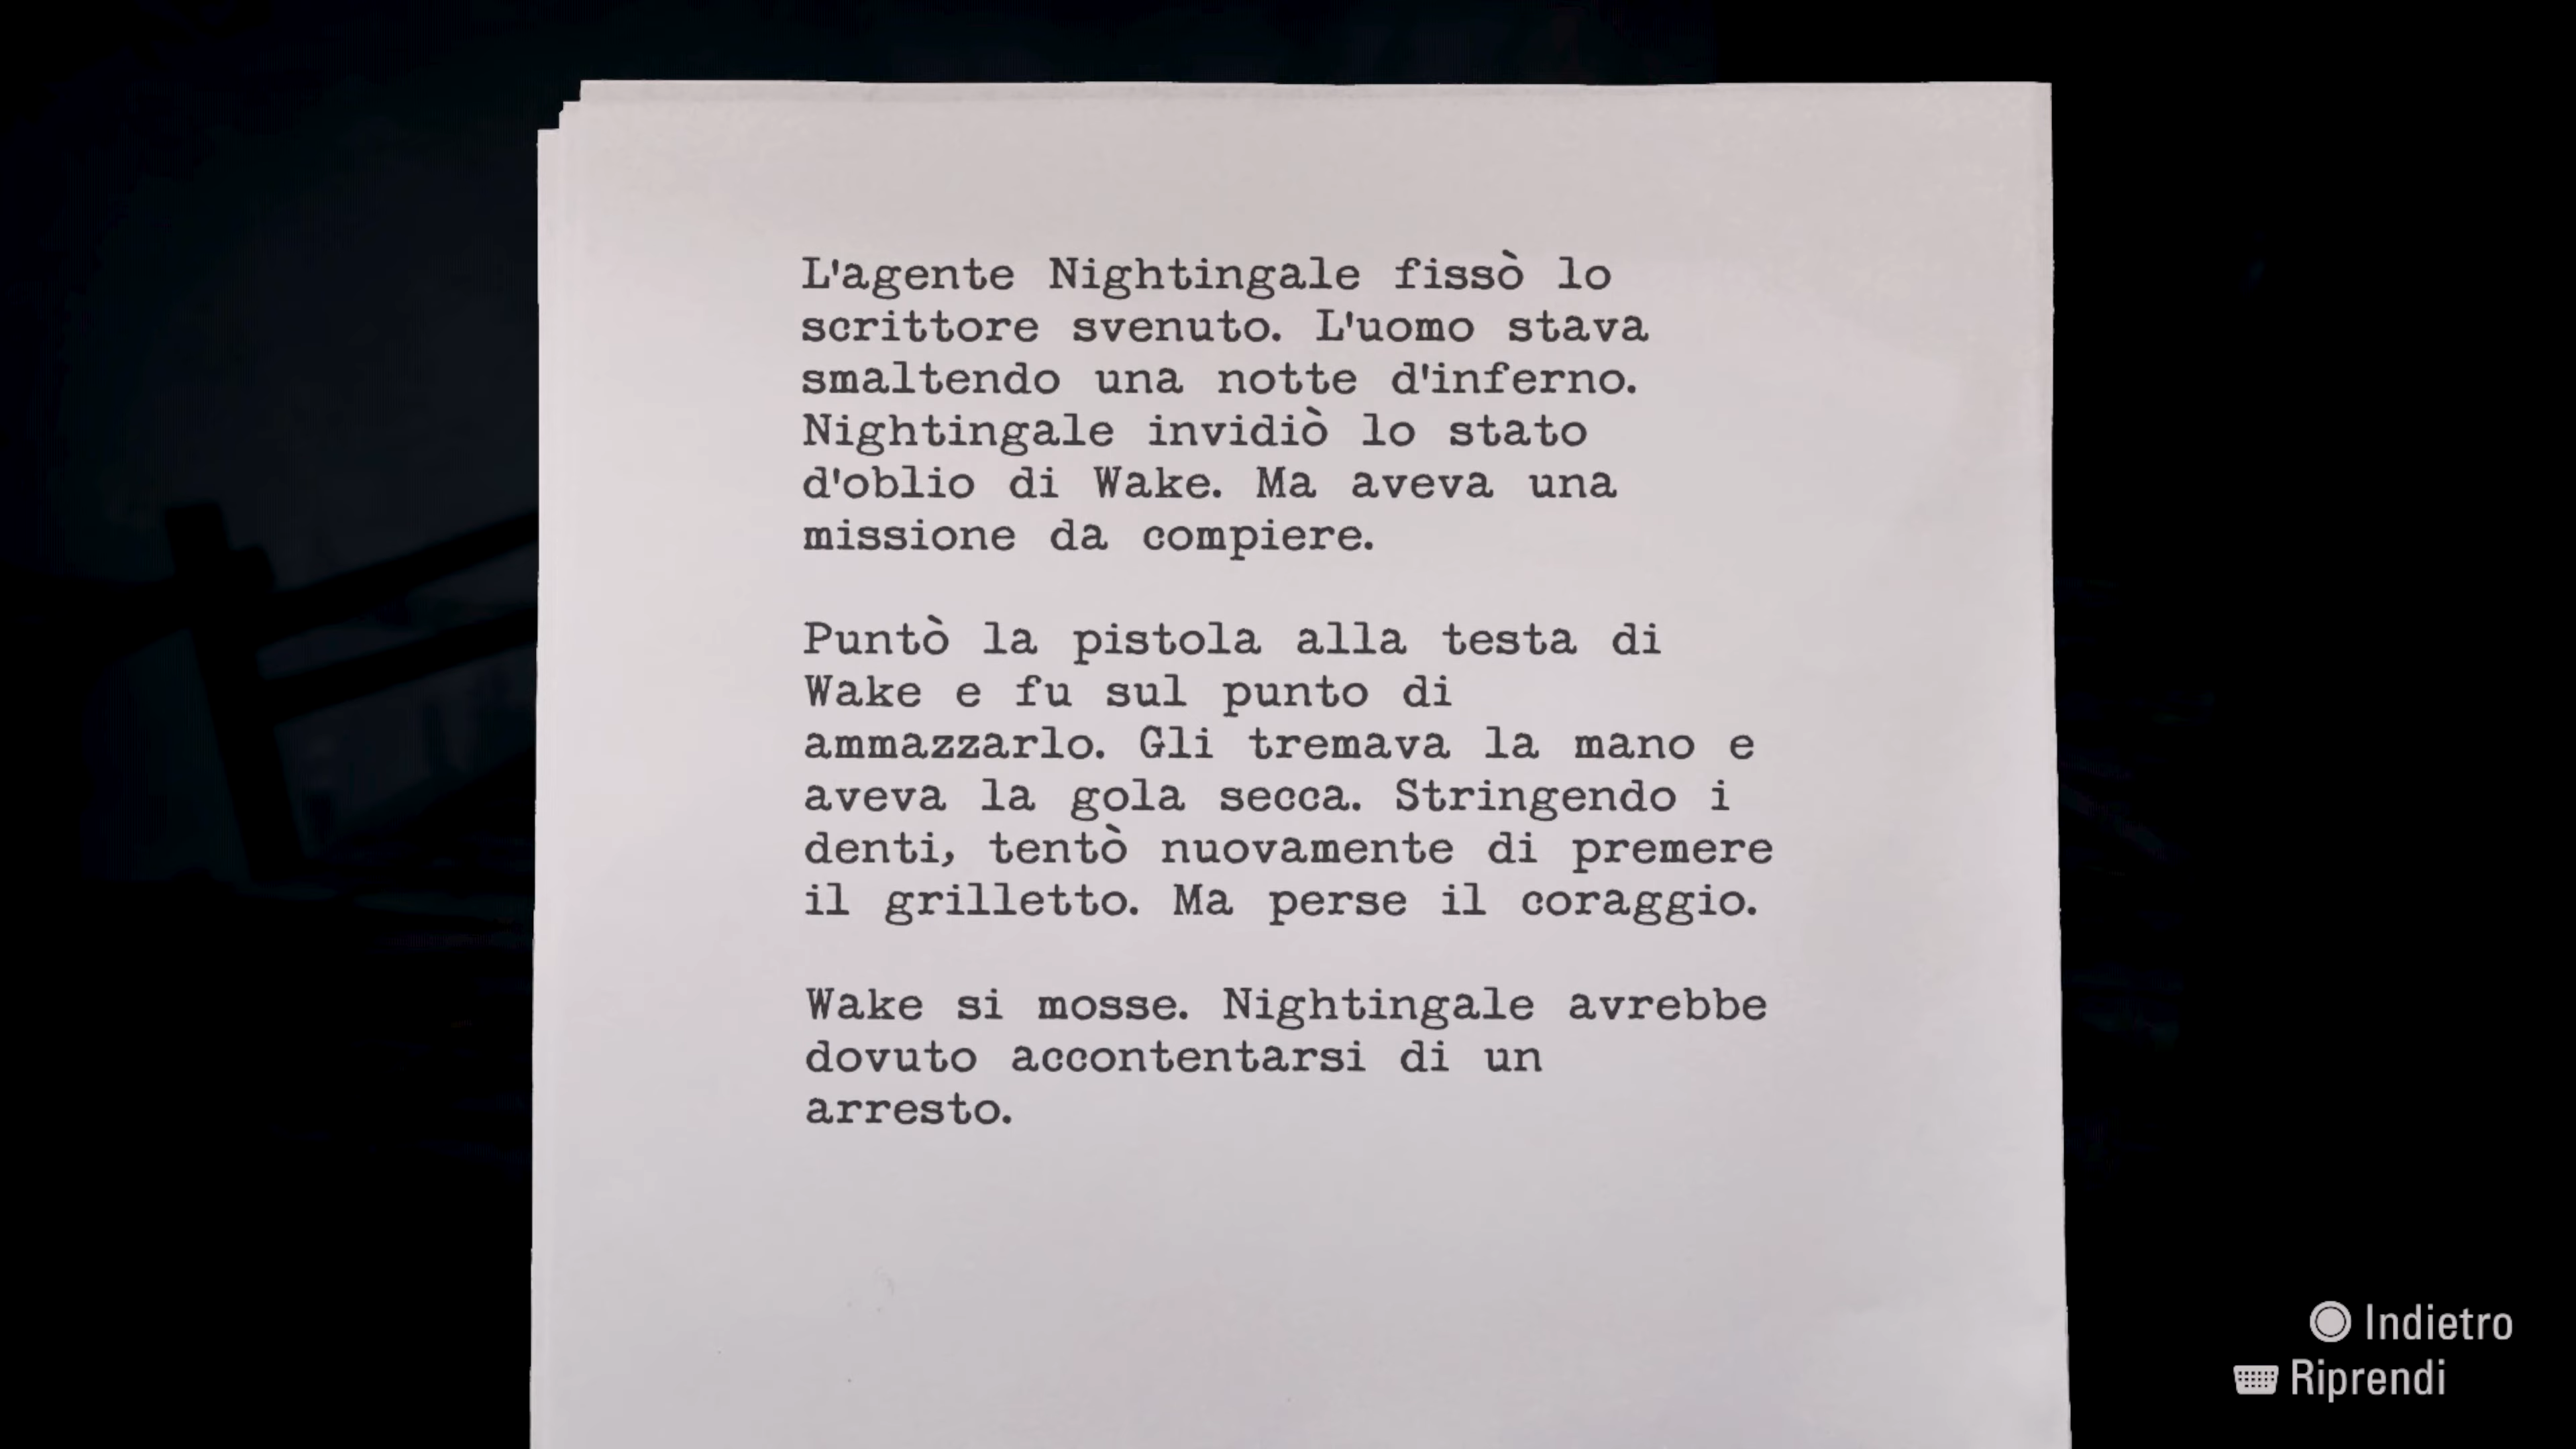 L'agente Nightingale fissò lo
scrittore svenuto. L'uomo stava
smaltendo una notte d'inferno.
Nightingale invidiò lo stato
d'oblio di Wake. Ma aveva una
missione da compiere.
Puntò la pistola alla testa di
Wake e fu sul punto di
ammazzarlo. Gli tremava la mano e
aveva la gola secca. Stringendo i
denti, tentò nuovamente di premere
il grilletto. Ma perse il coraggio.
Wake si mosse. Nightingale avrebbe
dovuto accontentarsi di un
arresto.
Indietro
Riprendi